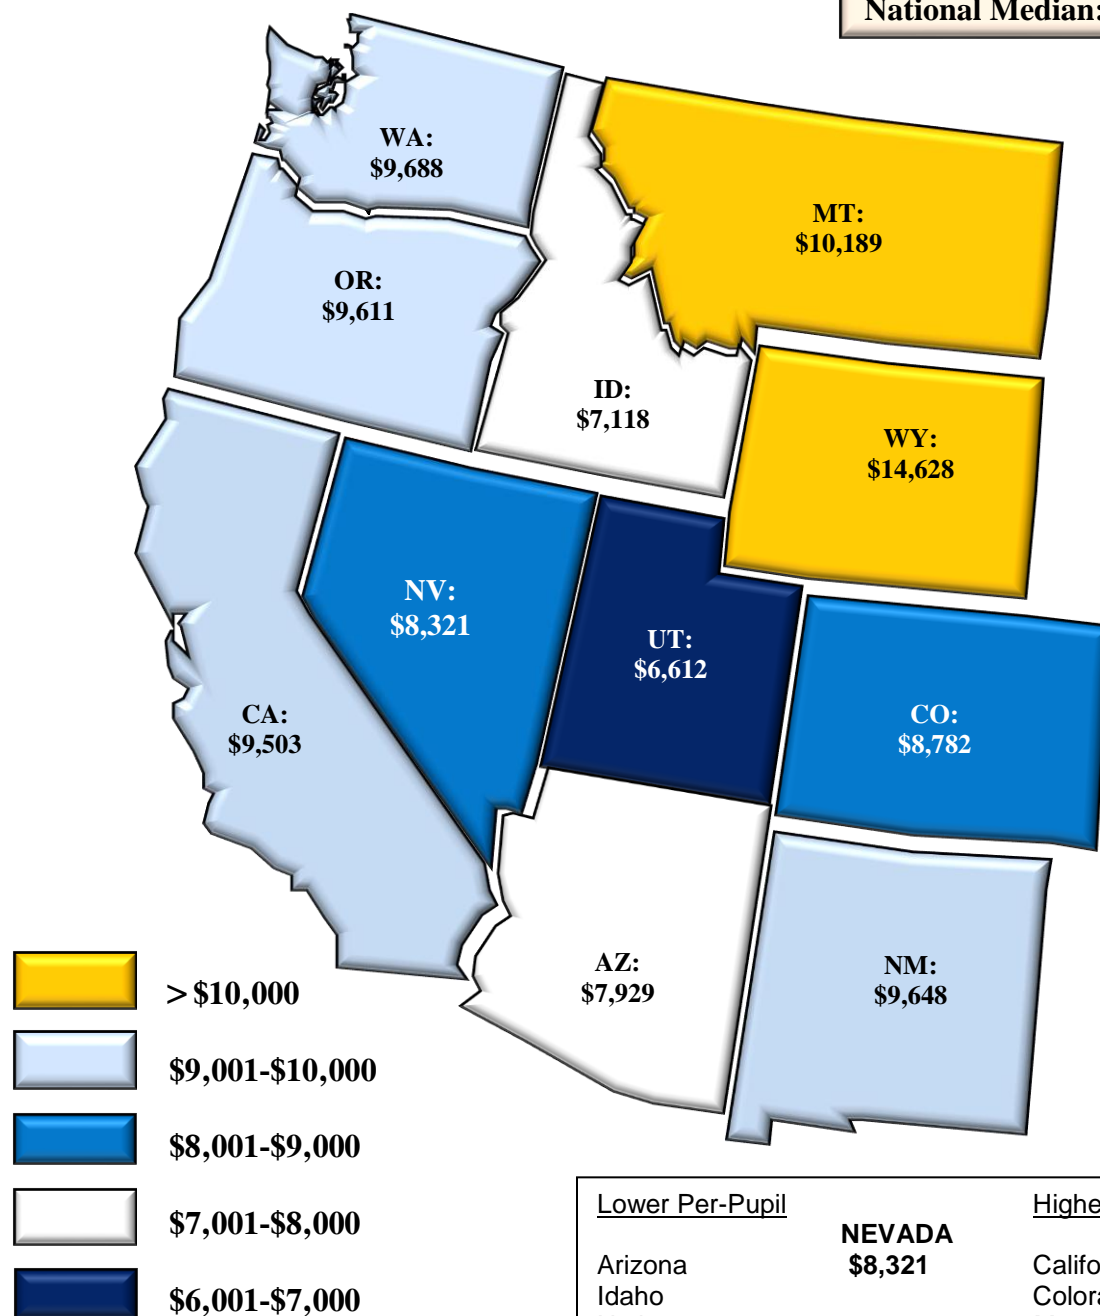 National Median:
WA:
$9,688
MT:
$10,189
OR:
$9,611
ID:
$7,118
WY:
$14,628
NV:
$8,321
UT:
$6,612
CA:
$9,503
CO:
$8,782
AZ:
$7,929
NM:
$9,648
>$10,000
$9,001-$10,000
$8,001-$9,000
$7,001-$8,000
$6,001-$7,000
Lower Per-Pupil Highe
NEVADA
Arizona $8,321 Califo
Idaho Colora